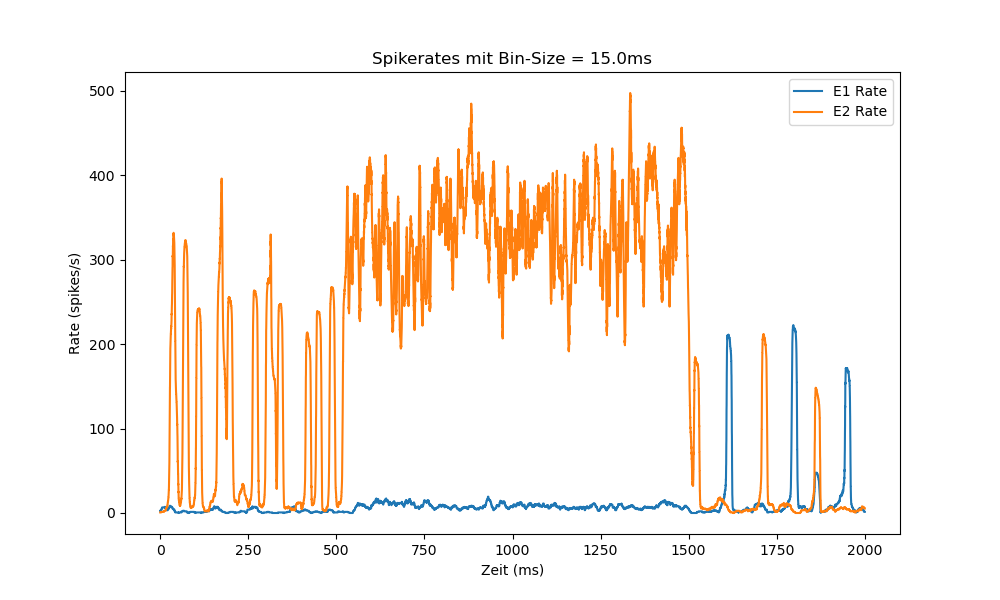 Spikerates mit Bin-Size = 15.0ms
E1 Rate
E2 Rate
Rate (spikes/s)
500
400
300
200
100
0
0 250 500 750 1000 1250 1500 1750 2000
Zeit (ms)